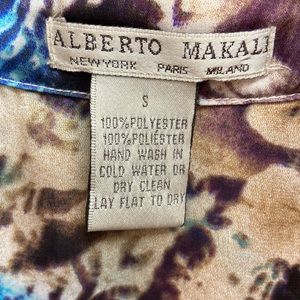 ALBERTO MAKALI
NEW YORK PARIS MILANO
S
100%POLYESTER
100%POLIÉSTER
HAND WASH IN
COLD WATER OR
DRY CLEAN
LAY FLAT TO DRY